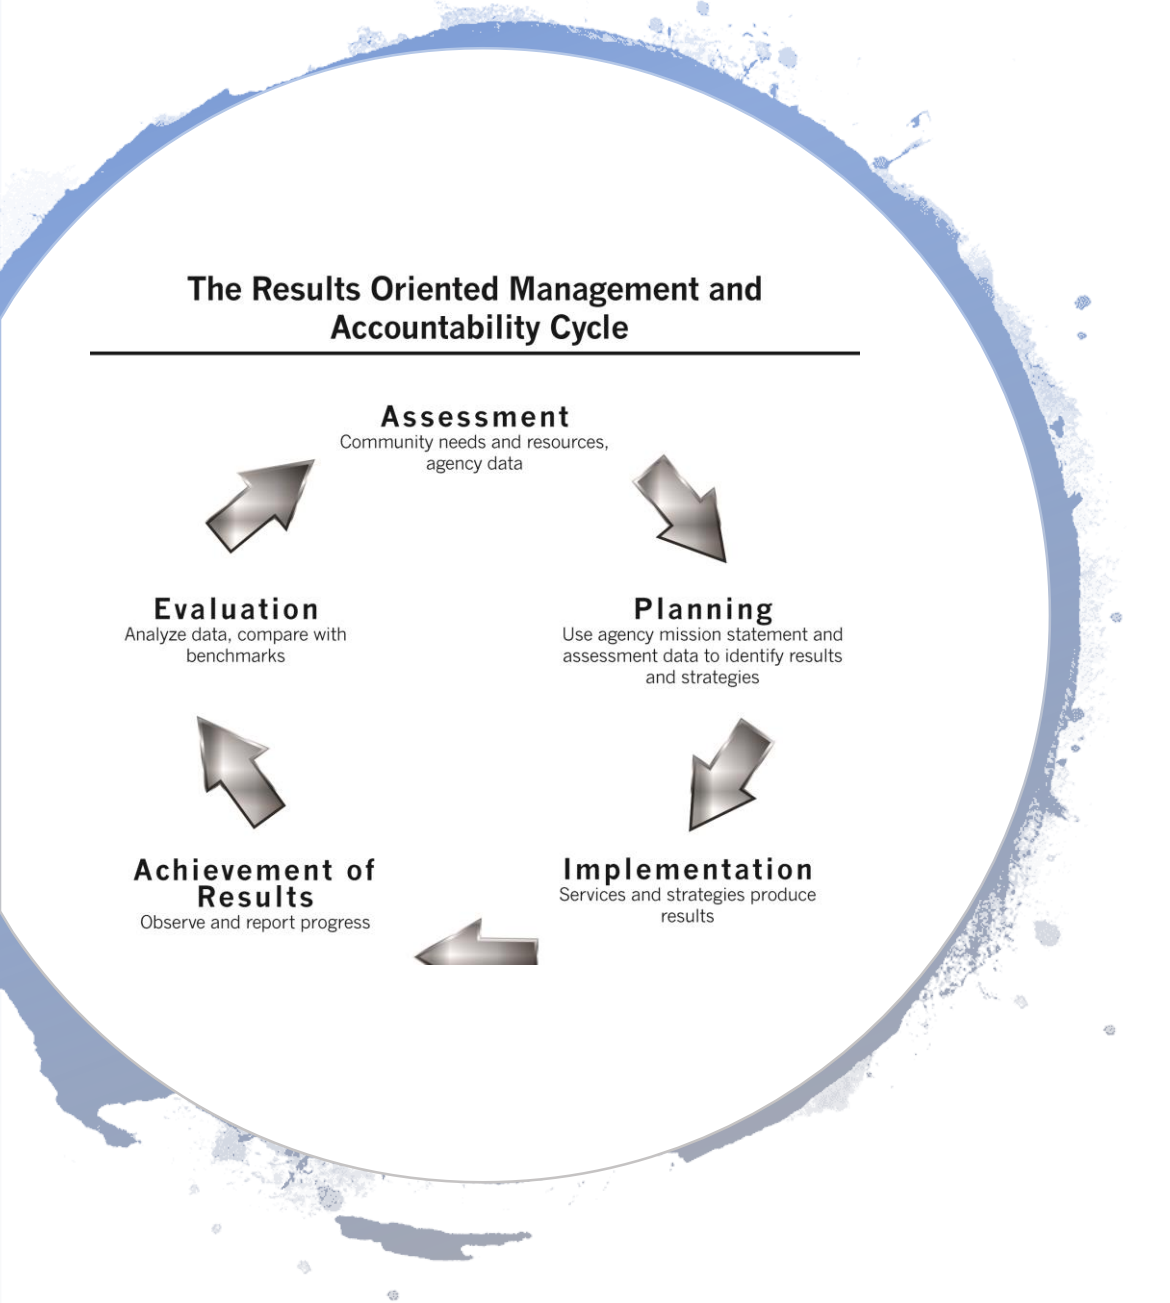 The Results Oriented Management and
Accountability Cycle
Assessment
Community needs and resources,
agency data
Evaluation
Analyze data, compare with
benchmarks
Planning
Use agency mission statement and
assessment data to identify results
and strategies
Achievement of
Results
Observe and report progress
Implementation
Services and strategies produce
results